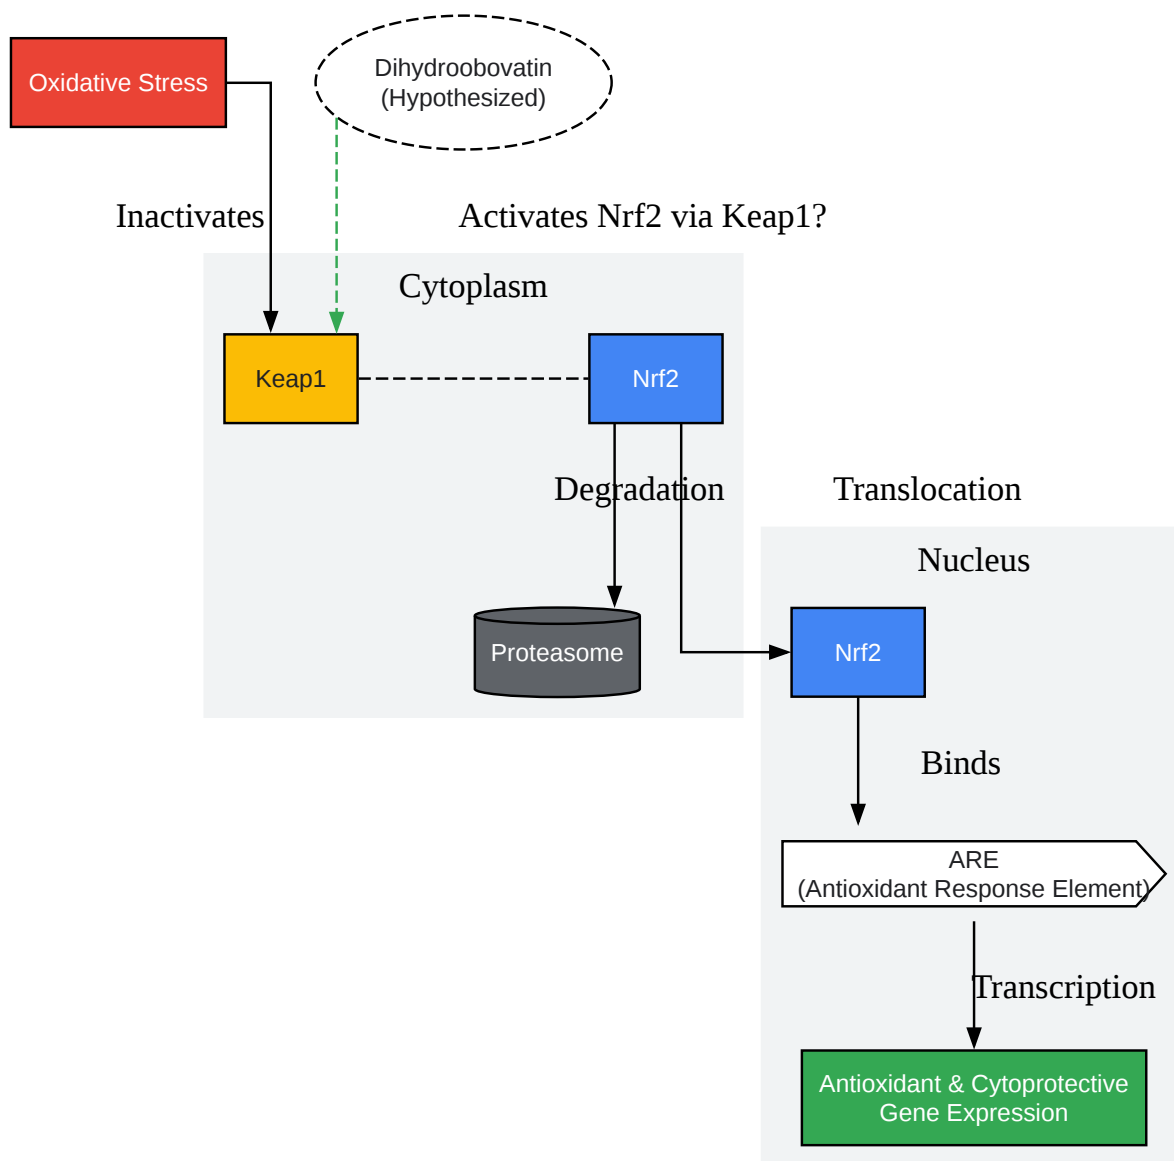 Oxidative Stress
Dihydroobovatin
(Hypothesized)
Inactivates
Activates Nrf2 via Keap1?
Cytoplasm
Keap1
Nrf2
Degradation
Translocation
Nucleus
Proteasome
Nrf2
Binds
ARE
(Antioxidant Response Element)
Transcription
Antioxidant & Cytoprotective
Gene Expression